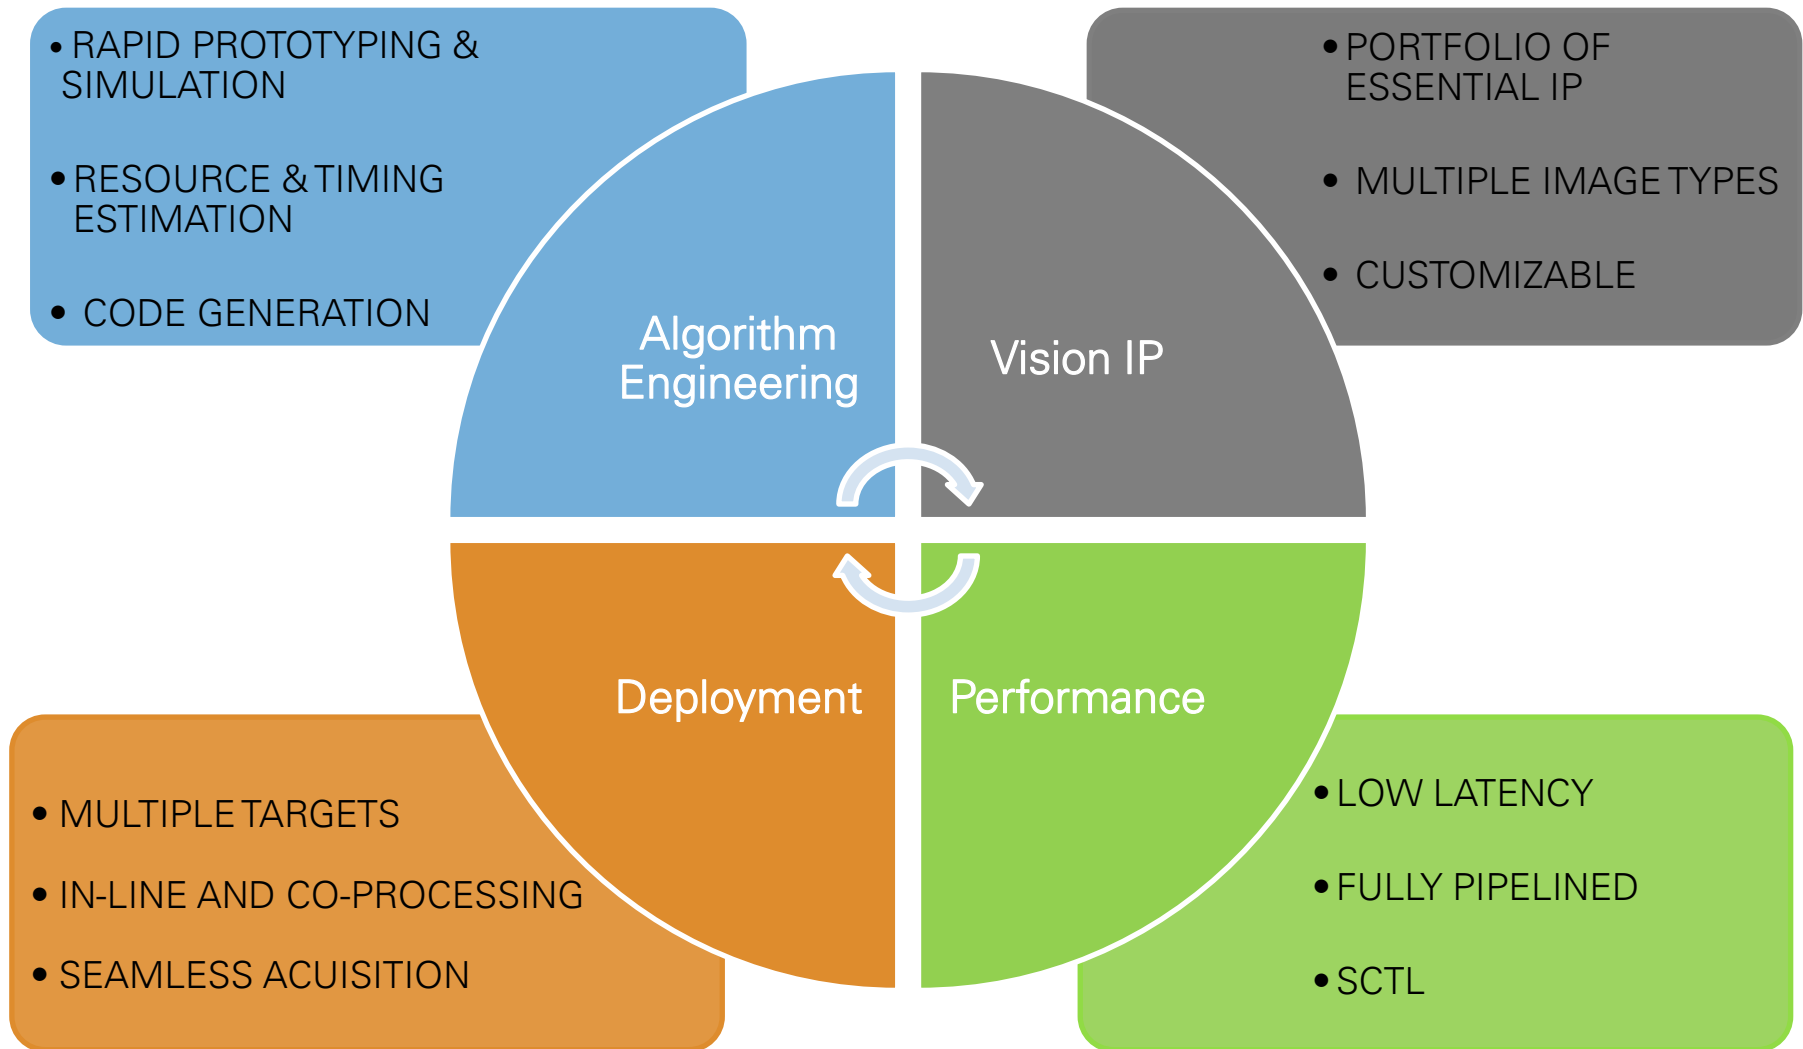 • RAPID PROTOTYPING &
SIMULATION
• RESOURCE & TIMING
ESTIMATION
• CODE GENERATION
• PORTFOLIO OF
ESSENTIAL IP
• MULTIPLE IMAGE TYPES
• CUSTOMIZABLE
Algorithm
Engineering
Vision IP
Deployment
Performance
• MULTIPLE TARGETS
• IN-LINE AND CO-PROCESSING
• SEAMLESS ACUISITION
• LOW LATENCY
• FULLY PIPELINED
• SCTL